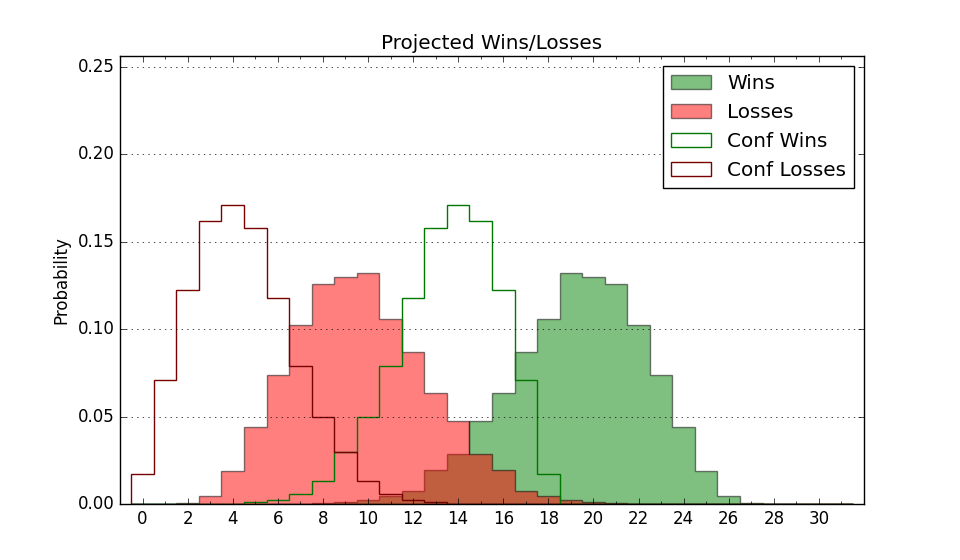 Projected Wins/Losses
Wins
Losses
Conf Wins
Conf Losses
Probability
0.25
0.20
0.15
0.10
0.05
0.00
0 2 4 6 8 10 12 14 16 18 20 22 24 26 28 30